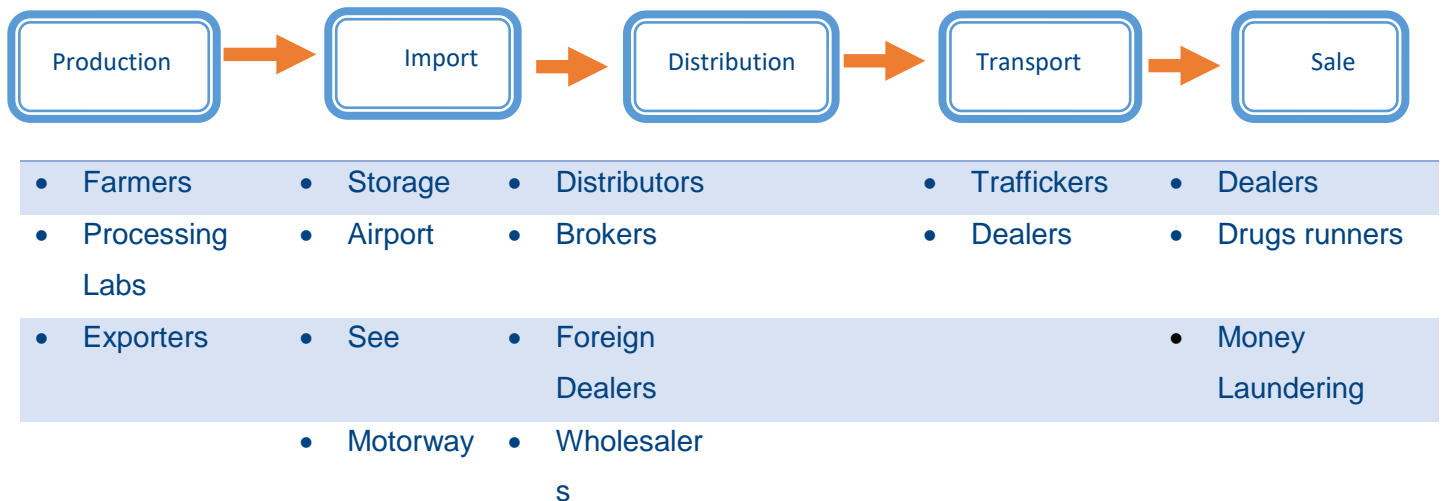 Production Import Distribution Transport Sale
• Farmers • Storage • Distributors • Traffickers • Dealers
• Processing • Airport • Brokers • Dealers • Drugs runners
Labs
• Exporters • See • Foreign • Money
Dealers Laundering
• Motorway • Wholesaler
s